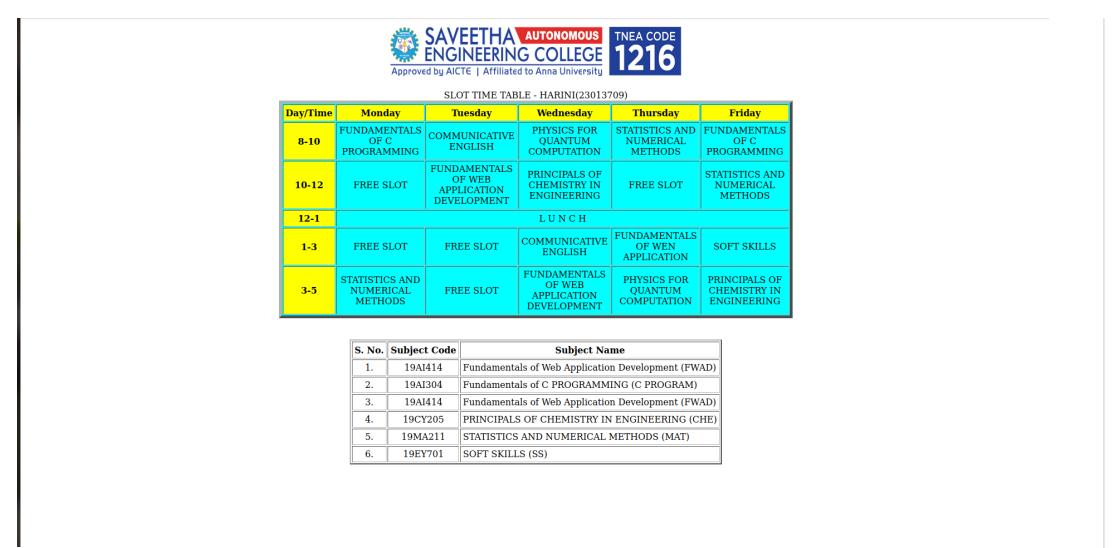 SAVEETHA AUTONOMOUS
ENGINEERING COLLEGE
Approved by AICTE | Affiliated to Anna University
TNEA CODE
1216
SLOT TIME TABLE - HARINI(23013709)
Day/Time Monday Tuesday Wednesday Thursday Friday
8-10
FUNDAMENTALS
OF C
PROGRAMMING
COMMUNICATIVE
ENGLISH
PHYSICS FOR
QUANTUM
COMPUTATION
STATISTICS AND
NUMERICAL
METHODS
FUNDAMENTALS
OF C
PROGRAMMING
10-12
FREE SLOT
FUNDAMENTALS
OF WEB
APPLICATION
DEVELOPMENT
PRINCIPALS OF
CHEMISTRY IN
ENGINEERING
FREE SLOT
STATISTICS AND
NUMERICAL
METHODS
12-1
L U N C H
1-3
FREE SLOT
FREE SLOT
COMMUNICATIVE
ENGLISH
FUNDAMENTALS
OF WEN
APPLICATION
SOFT SKILLS
3-5
STATISTICS AND
NUMERICAL
METHODS
FREE SLOT
FUNDAMENTALS
OF WEB
APPLICATION
DEVELOPMENT
PHYSICS FOR
QUANTUM
COMPUTATION
PRINCIPALS OF
CHEMISTRY IN
ENGINEERING
S. No. Subject Code Subject Name
1. 19AI414 Fundamentals of Web Application Development (FWAD)
2. 19AI304 Fundamentals of C PROGRAMMING (C PROGRAM)
3. 19AI414 Fundamentals of Web Application Development (FWAD)
4. 19CY205 PRINCIPALS OF CHEMISTRY IN ENGINEERING (CHE)
5. 19MA211 STATISTICS AND NUMERICAL METHODS (MAT)
6. 19EY701 SOFT SKILLS (SS)